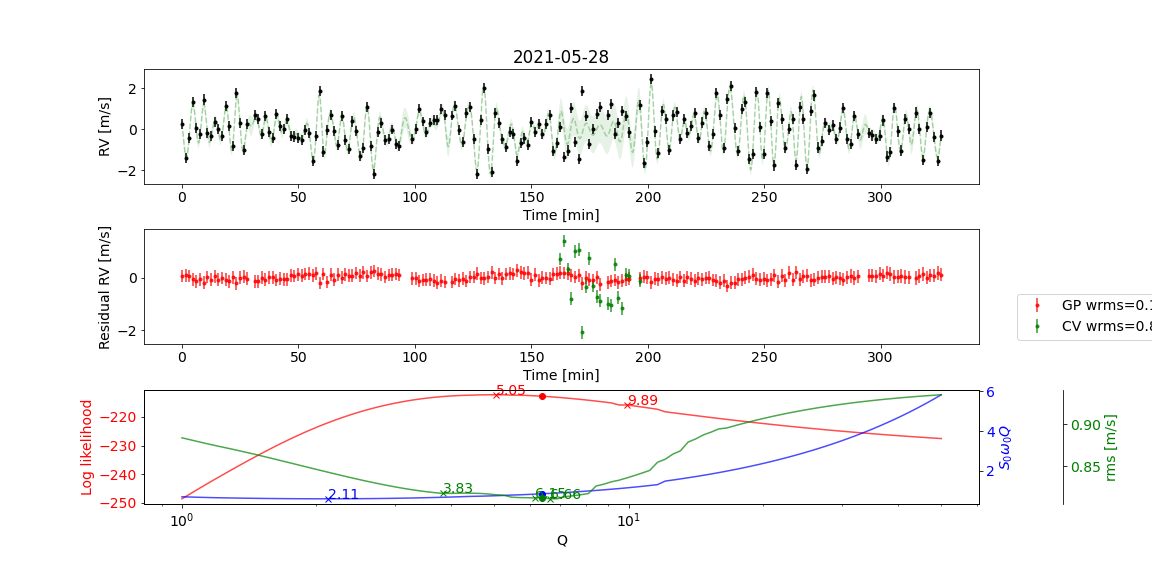 2021-05-28
RV [m/s]
2
0
−2
0 50 100 150 200 250 300
Time [min]
Residual RV [m/s]
0
−2
0 50 100 150 200 250 300
Time [min]
GP wrms=0.1
CV wrms=0.8
Log likelihood
−220
−230
−240
−250
5.05
9.89
2.11
3.83
6
4
2
S₀ω₀Q
0.90
0.85
rms [m/s]
10⁰ 10¹
Q